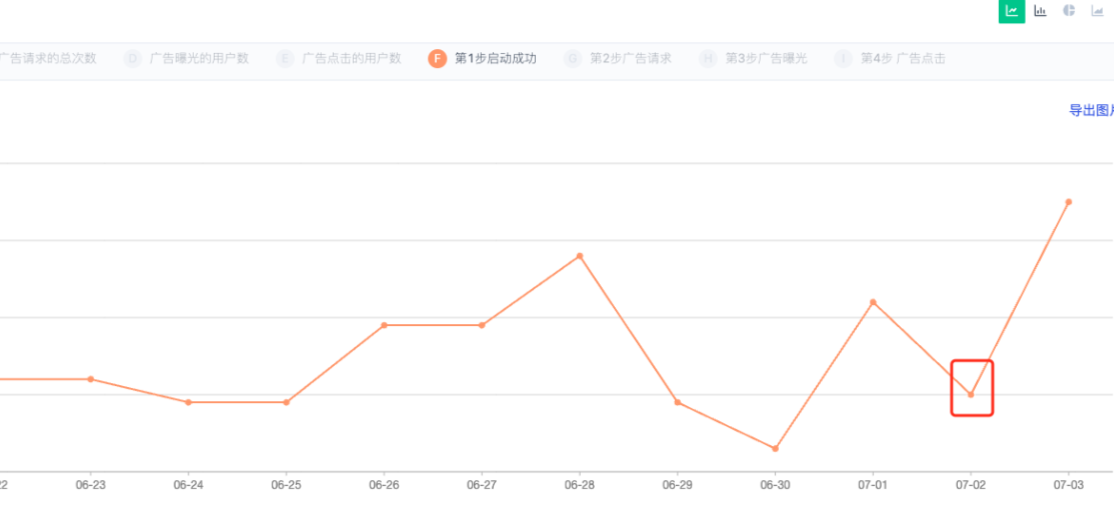 广告请求的总次数 D 广告曝光的用户数 E 广告点击的用户数 F 第1步启动成功 G 第2步广告请求 H 第3步广告曝光 I 第4步 广告点击
导出图片
22 06-23 06-24 06-25 06-26 06-27 06-28 06-29 06-30 07-01 07-02 07-03